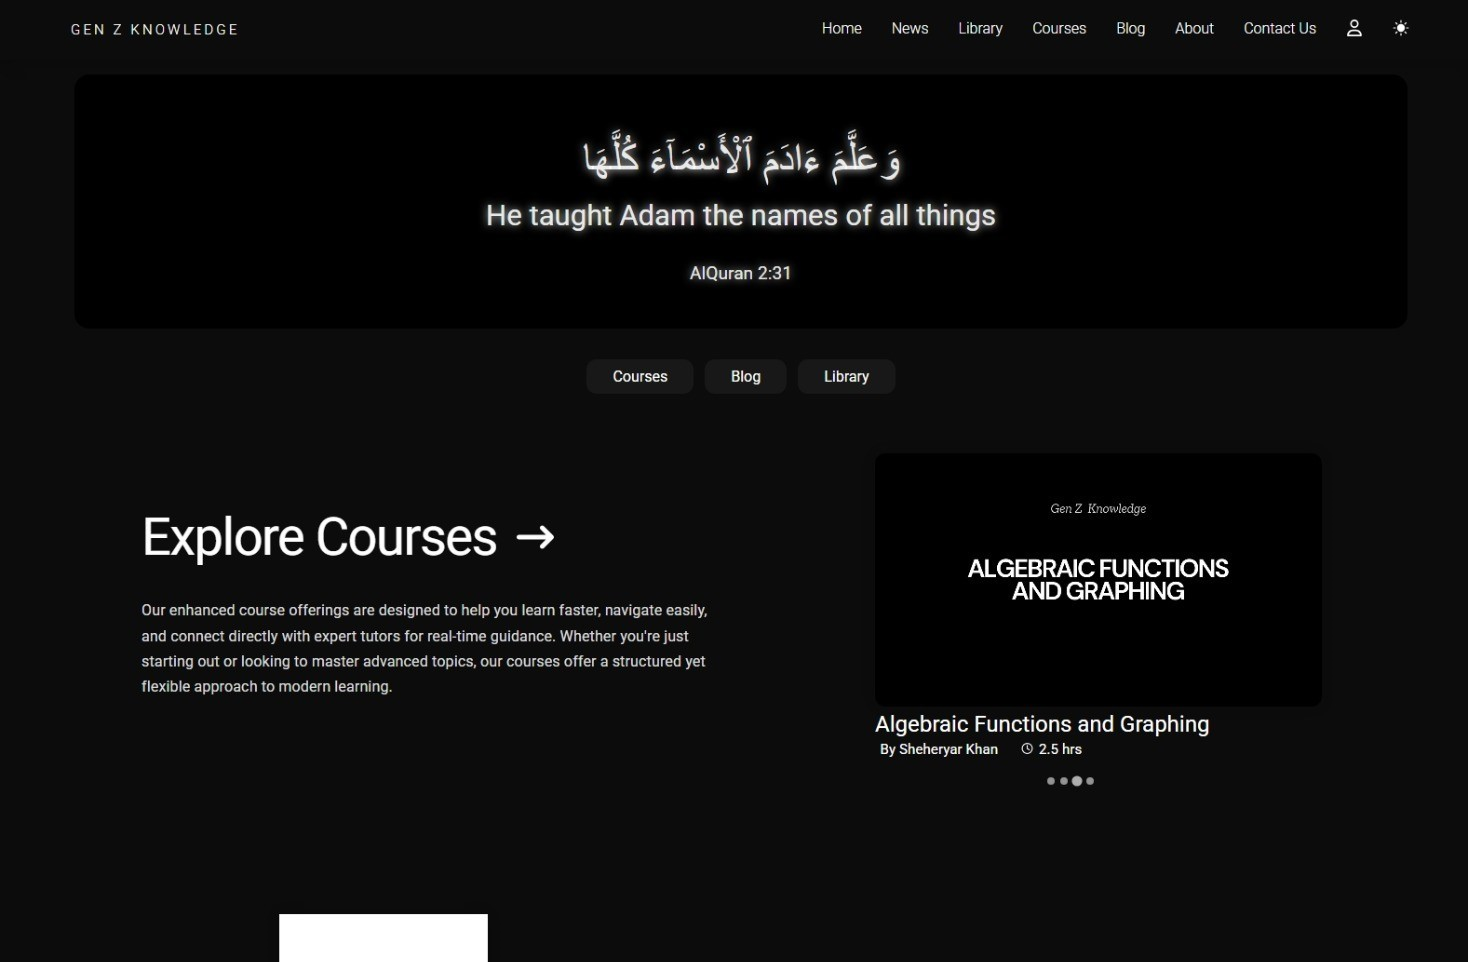 GEN Z KNOWLEDGE
Home News Library Courses Blog About Contact Us
وَعَلَّمَ ءَادَمَ ٱلْأَسْمَآءَ كُلَّهَا
He taught Adam the names of all things
AlQuran 2:31
Courses Blog Library
Explore Courses →
Our enhanced course offerings are designed to help you learn faster, navigate easily,
and connect directly with expert tutors for real-time guidance. Whether you're just
starting out or looking to master advanced topics, our courses offer a structured yet
flexible approach to modern learning.
Gen Z Knowledge
ALGEBRAIC FUNCTIONS
AND GRAPHING
Algebraic Functions and Graphing
By Sheheryar Khan 2.5 hrs